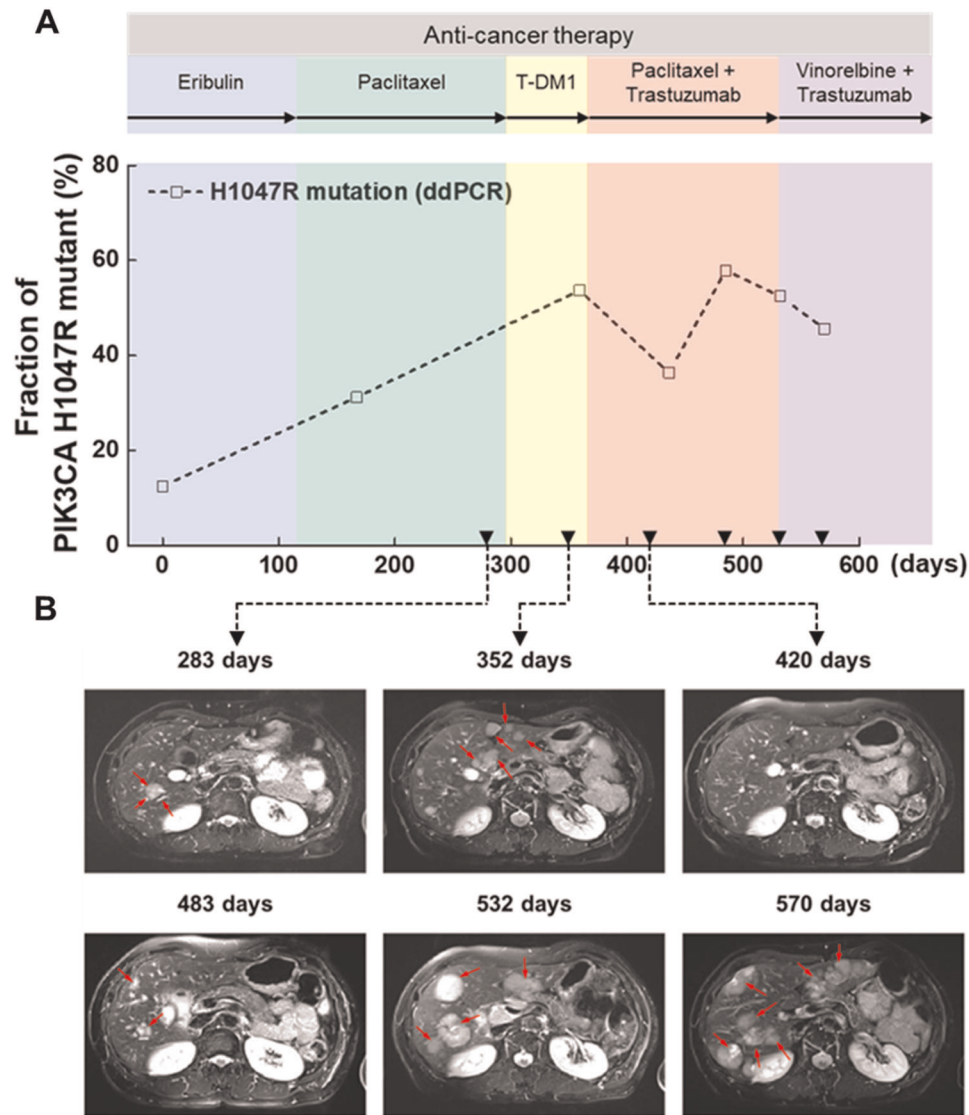 A
Anti-cancer therapy
Eribulin
Paclitaxel
T-DM1
Paclitaxel +
Trastuzumab
Vinorelbine +
Trastuzumab
Fraction of
PIK3CA H1047R mutant (%)
80
60
40
20
0
H1047R mutation (ddPCR)
0 100 200 300 400 500 600 (days)
B
283 days 352 days 420 days
483 days 532 days 570 days